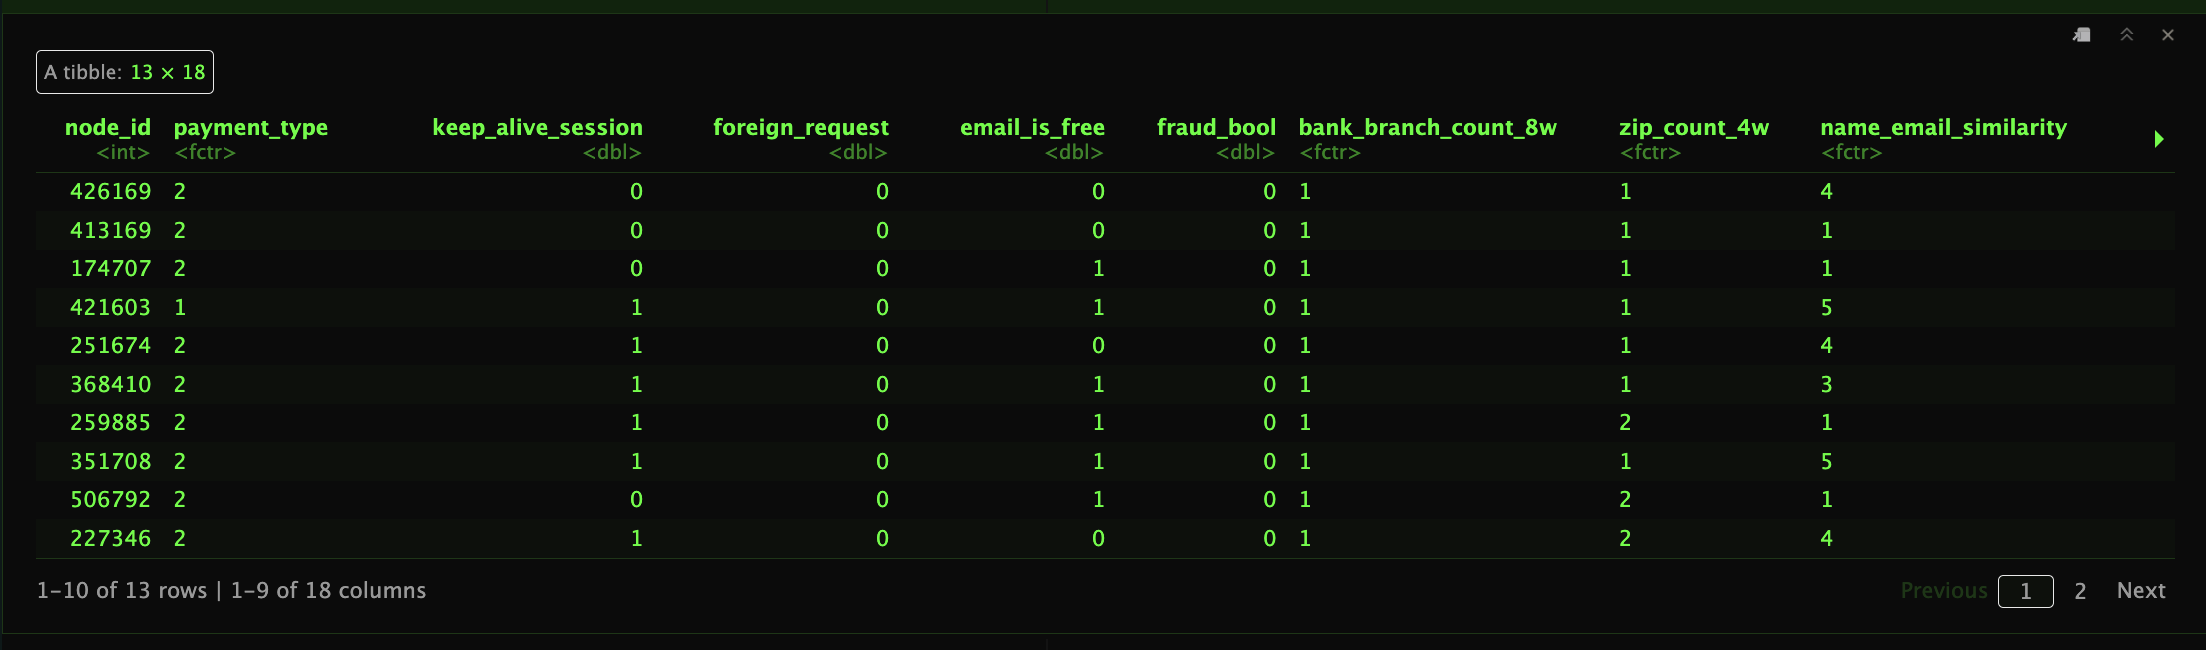 A tibble: 13 × 18
node_id payment_type keep_alive_session foreign_request email_is_free fraud_bool bank_branch_count_8w zip_count_4w name_email_similarity
<int> <fctr> <dbl> <dbl> <dbl> <dbl> <fctr> <fctr> <fctr>
426169 2 0 0 0 0 1 1 4
413169 2 0 0 0 0 1 1 1
174707 2 0 0 1 0 1 1 1
421603 1 1 0 1 0 1 1 5
251674 2 1 0 0 0 1 1 4
368410 2 1 0 1 0 1 1 3
259885 2 1 0 1 0 1 2 1
351708 2 1 0 1 0 1 1 5
506792 2 0 0 1 0 1 2 1
227346 2 1 0 0 0 1 2 4
1-10 of 13 rows | 1-9 of 18 columns Previous 1 2 Next